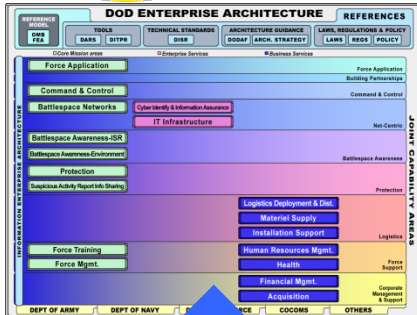 DOD ENTERPRISE ARCHITECTURE
REFERENCES
REFERENCE MODEL
OMB
FEA
TOOLS
DARS
DITPR
TECHNICAL STANDARDS
DISR
ARCHITECTURE GUIDANCE
DODAF
ARCH. STRATEGY
LAWS, REGULATIONS & POLICY
LAWS
REGS
POLICY
Core Mission areas
Enterprise Services
Business Services
Force Application
Force Application
Building Partnerships
Command & Control
Command & Control
Battlespace Networks
Cyber Identify & Information Assurance
IT Infrastructure
Net-Centric
Battlespace Awareness-ISR
Battlespace Awareness-Environment
Battlespace Awareness
Protection
Suspicious Activity Report Info Sharing
Protection
Logistics Deployment & Dist.
Materiel Supply
Installation Support
Logistics
Force Training
Human Resources Mgmt.
Force Mgmt.
Health
Force
Support
Financial Mgmt.
Acquisition
Corporate
Management
& Support
INFORMATION ENTERPRISE ARCHITECTURE
JOINT CAPABILITY AREAS
DEPT OF ARMY
DEPT OF NAVY
COCOMS
OTHERS